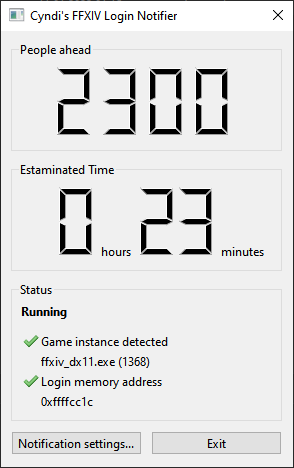 Cyndi's FFXIV Login Notifier
People ahead
2300
Estaminated Time
0 hours 23 minutes
Status
Running
Game instance detected
ffxiv_dx11.exe (1368)
Login memory address
0xffffcc1c
Notification settings... Exit